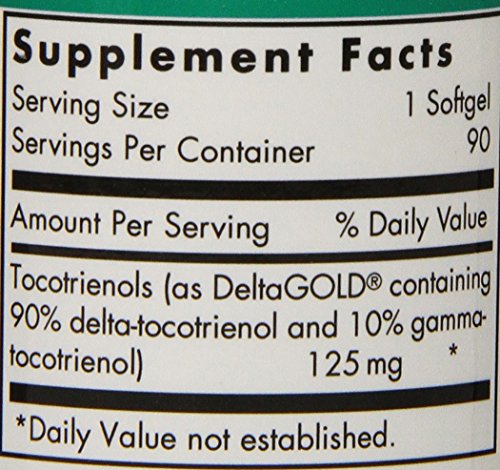 Supplement Facts
Serving Size 1 Softgel
Servings Per Container 90
Amount Per Serving % Daily Value
Tocotrienols (as DeltaGOLD® containing
90% delta-tocotrienol and 10% gamma-
tocotrienol) 125 mg *
*Daily Value not established.